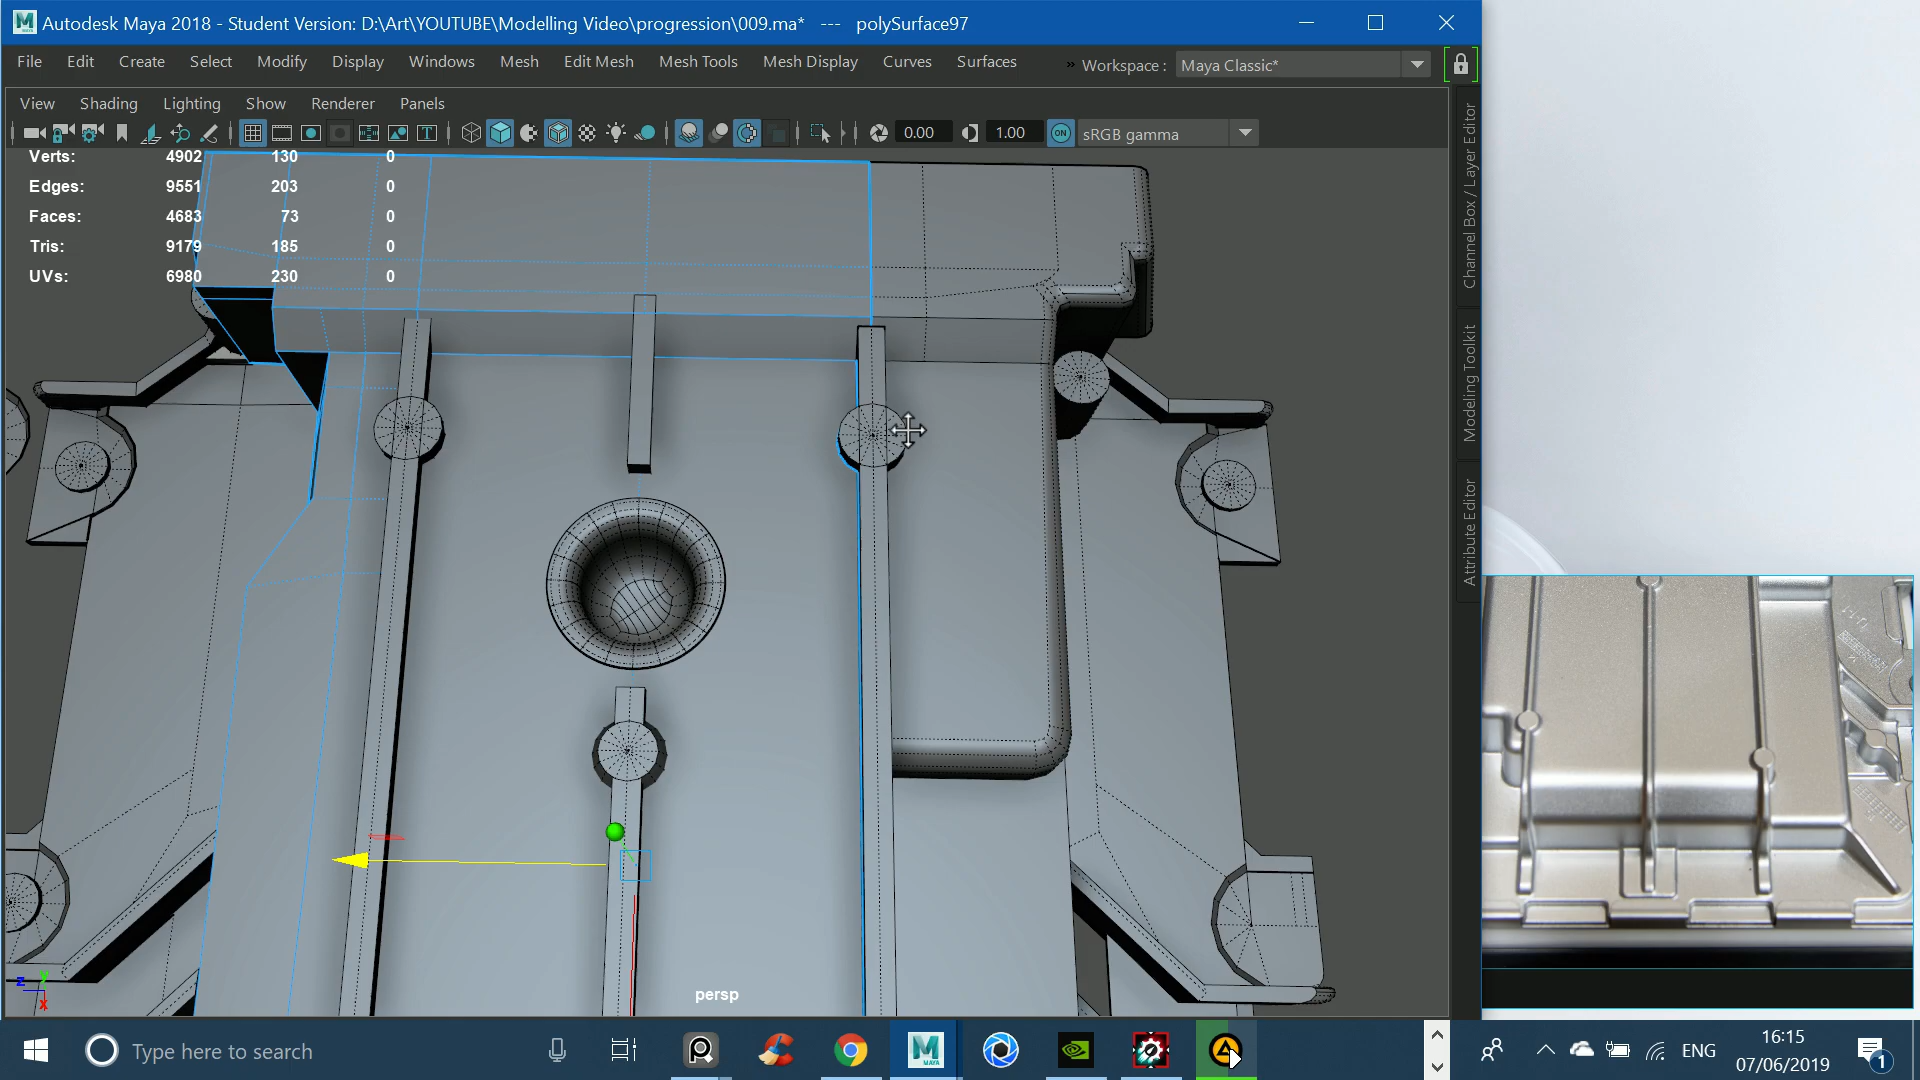 Autodesk Maya 2018 - Student Version: D:\Art\YOUTUBE\Modelling Video\progression\009.ma*   ---   polySurface97
File Edit Create Select Modify Display Windows Mesh Edit Mesh Mesh Tools Mesh Display Curves Surfaces » Workspace : Maya Classic*
View Shading Lighting Show Renderer Panels
0.00 1.00 ON sRGB gamma
Verts: 4902 130 0
Edges: 9551 203 0
Faces: 4683 73 0
Tris: 9179 185 0
UVs: 6980 230 0
Channel Box / Layer Editor
Modeling Toolkit
Attribute Editor
persp
z y
x
Type here to search
MAYA
ENG
16:15
07/06/2019
1